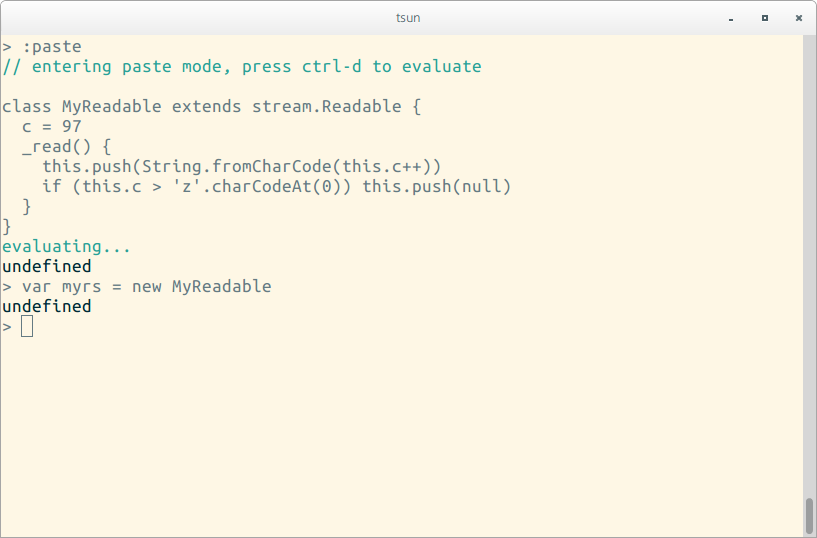 tsun
> :paste
// entering paste mode, press ctrl-d to evaluate
class MyReadable extends stream.Readable {
  c = 97
  _read() {
    this.push(String.fromCharCode(this.c++))
    if (this.c > 'z'.charCodeAt(0)) this.push(null)
  }
}
evaluating...
undefined
> var myrs = new MyReadable
undefined
>